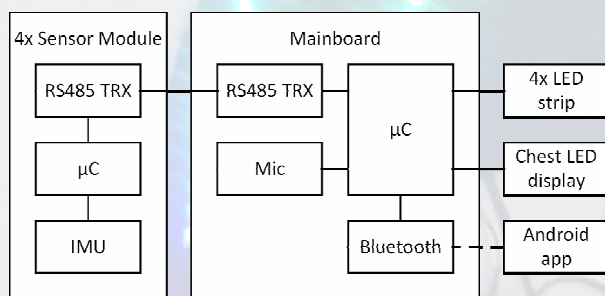 4x Sensor Module
RS485 TRX
µC
IMU
Mainboard
RS485 TRX
Mic
µC
Bluetooth
4x LED
strip
Chest LED
display
Android
app